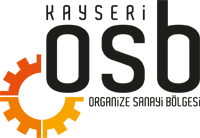 KAYSERİ
osb
ORGANİZE SANAYİ BÖLGESİ